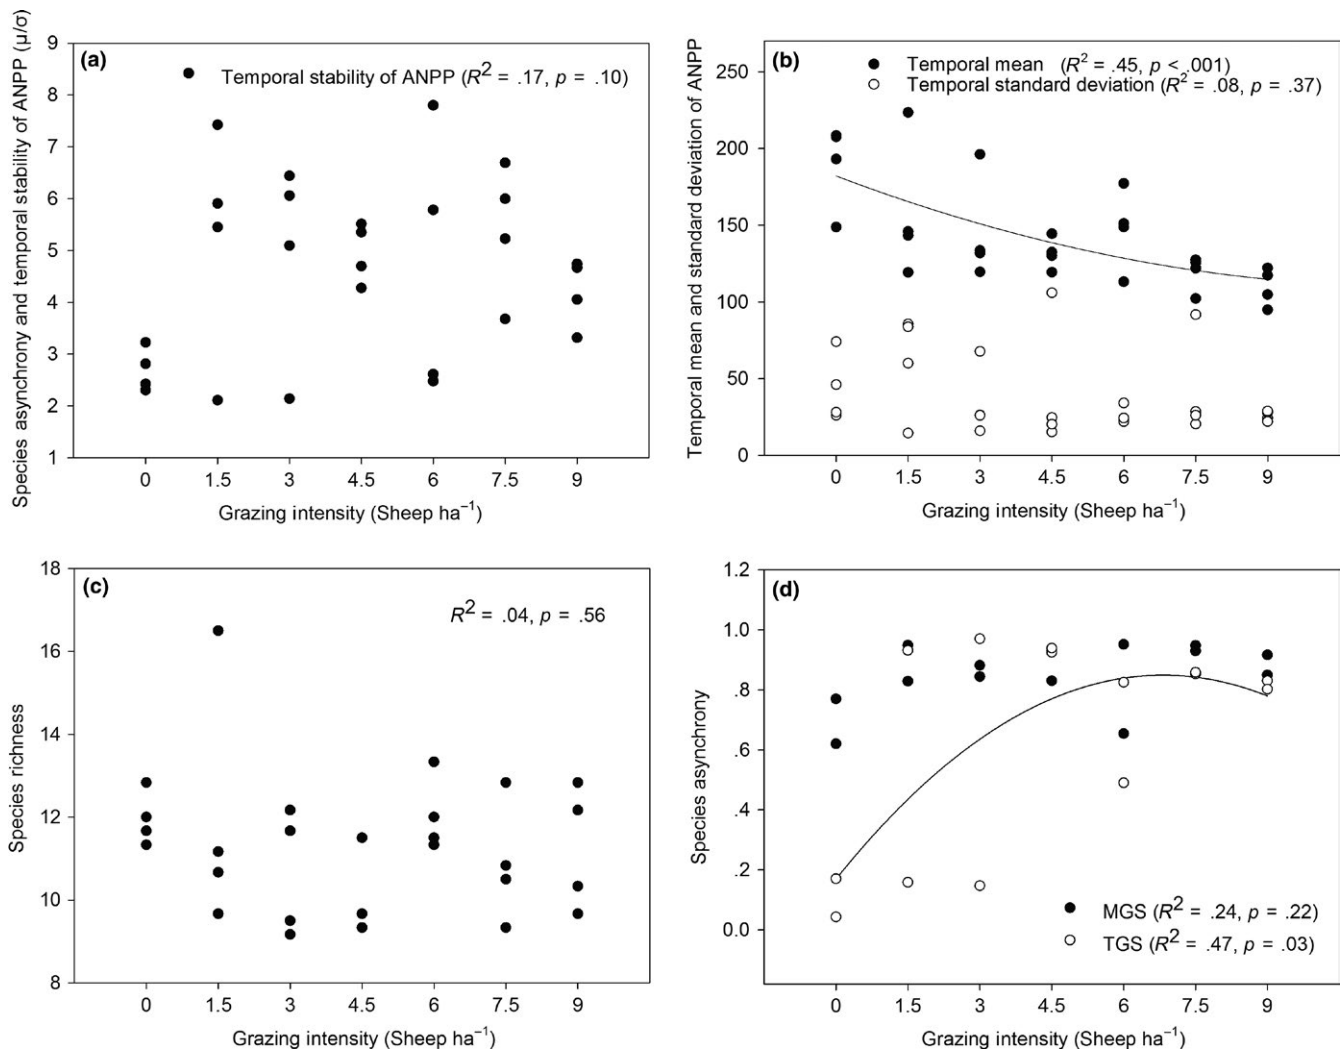 (a)
Temporal stability of ANPP (R² = .17, p = .10)
Species asynchrony and temporal stability of ANPP (μ/σ)
9
8
7
6
5
4
3
2
1
0 1.5 3 4.5 6 7.5 9
Grazing intensity (Sheep ha⁻¹)
(b)
Temporal mean (R² = .45, p < .001)
Temporal standard deviation (R² = .08, p = .37)
Temporal mean and standard deviation of ANPP
250
200
150
100
50
0
0 1.5 3 4.5 6 7.5 9
Grazing intensity (Sheep ha⁻¹)
(c)
R² = .04, p = .56
Species richness
18
16
14
12
10
8
0 1.5 3 4.5 6 7.5 9
Grazing intensity (Sheep ha⁻¹)
(d)
Species asynchrony
1.2
1.0
.8
.6
.4
.2
0.0
MGS (R² = .24, p = .22)
TGS (R² = .47, p = .03)
0 1.5 3 4.5 6 7.5 9
Grazing intensity (Sheep ha⁻¹)